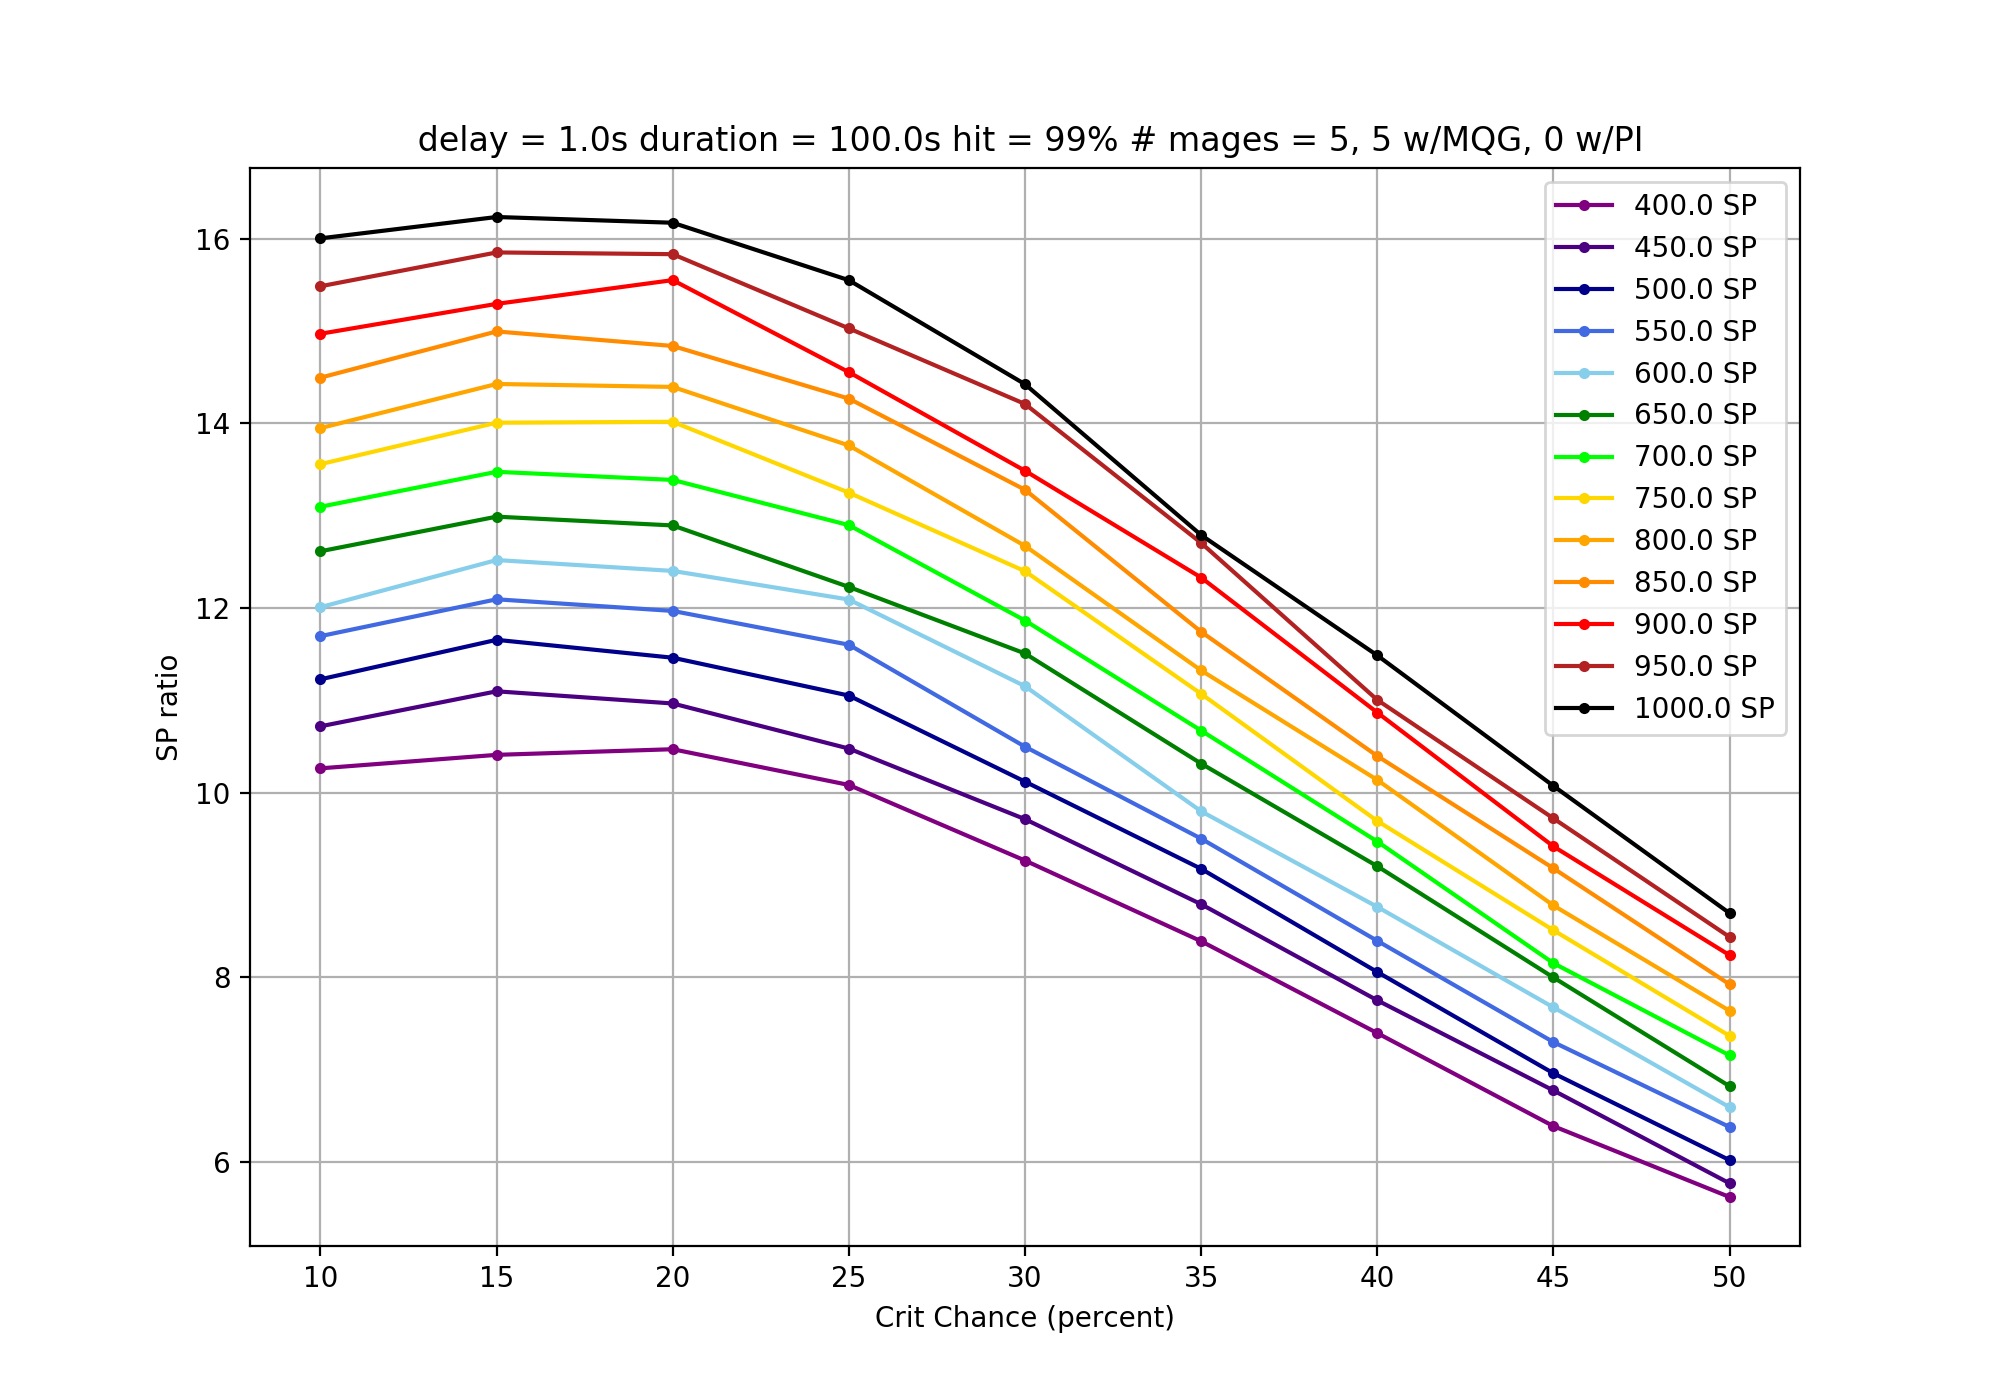 delay = 1.0s duration = 100.0s hit = 99% # mages = 5, 5 w/MQG, 0 w/PI
SP ratio
16
14
12
10
8
6
400.0 SP
450.0 SP
500.0 SP
550.0 SP
600.0 SP
650.0 SP
700.0 SP
750.0 SP
800.0 SP
850.0 SP
900.0 SP
950.0 SP
1000.0 SP
10 15 20 25 30 35 40 45 50
Crit Chance (percent)